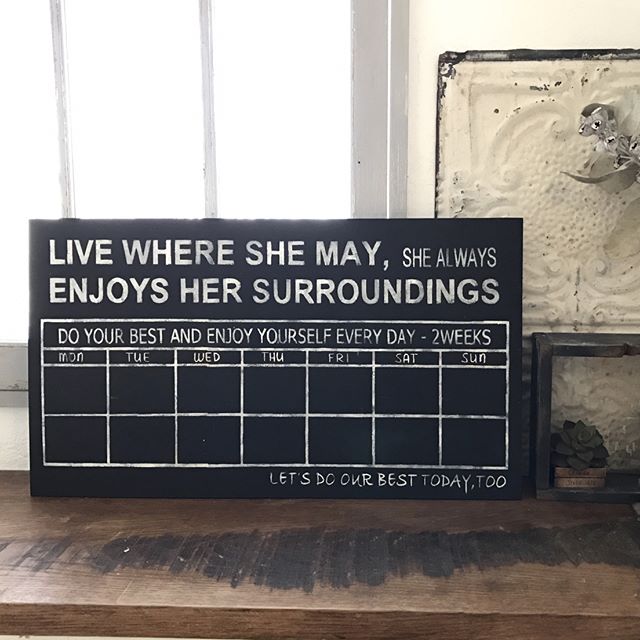 LIVE WHERE SHE MAY, SHE ALWAYS
ENJOYS HER SURROUNDINGS
DO YOUR BEST AND ENJOY YOURSELF EVERY DAY - 2WEEKS
MON TUE WED THU FRI SAT SUN
LET'S DO OUR BEST TODAY,TOO